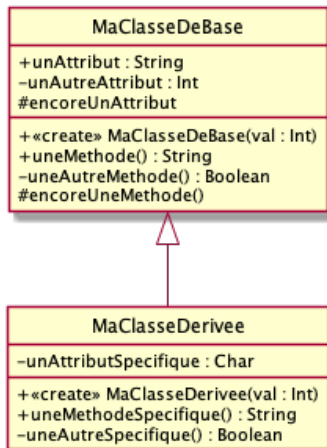 MaClasseDeBase
+unAttribut : String
−unAutreAttribut : Int
#encoreUnAttribut
+«create» MaClasseDeBase(val : Int)
+uneMethode() : String
−uneAutreMethode() : Boolean
#encoreUneMethode()
MaClasseDerivee
−unAttributSpecifique : Char
+«create» MaClasseDerivee(val : Int)
+uneMethodeSpecifique() : String
−uneAutreSpecifique() : Boolean